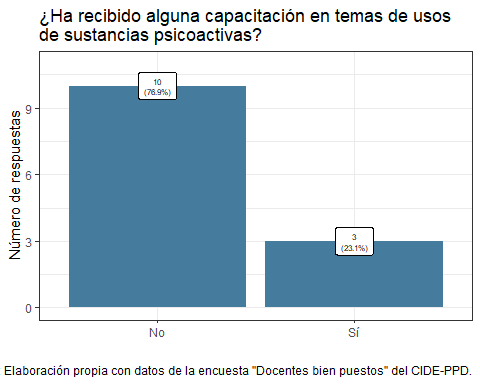 ¿Ha recibido alguna capacitación en temas de usos
de sustancias psicoactivas?
Número de respuestas
9
6
3
0
10
(76.9%)
3
(23.1%)
No
Sí
Elaboración propia con datos de la encuesta "Docentes bien puestos" del CIDE-PPD.